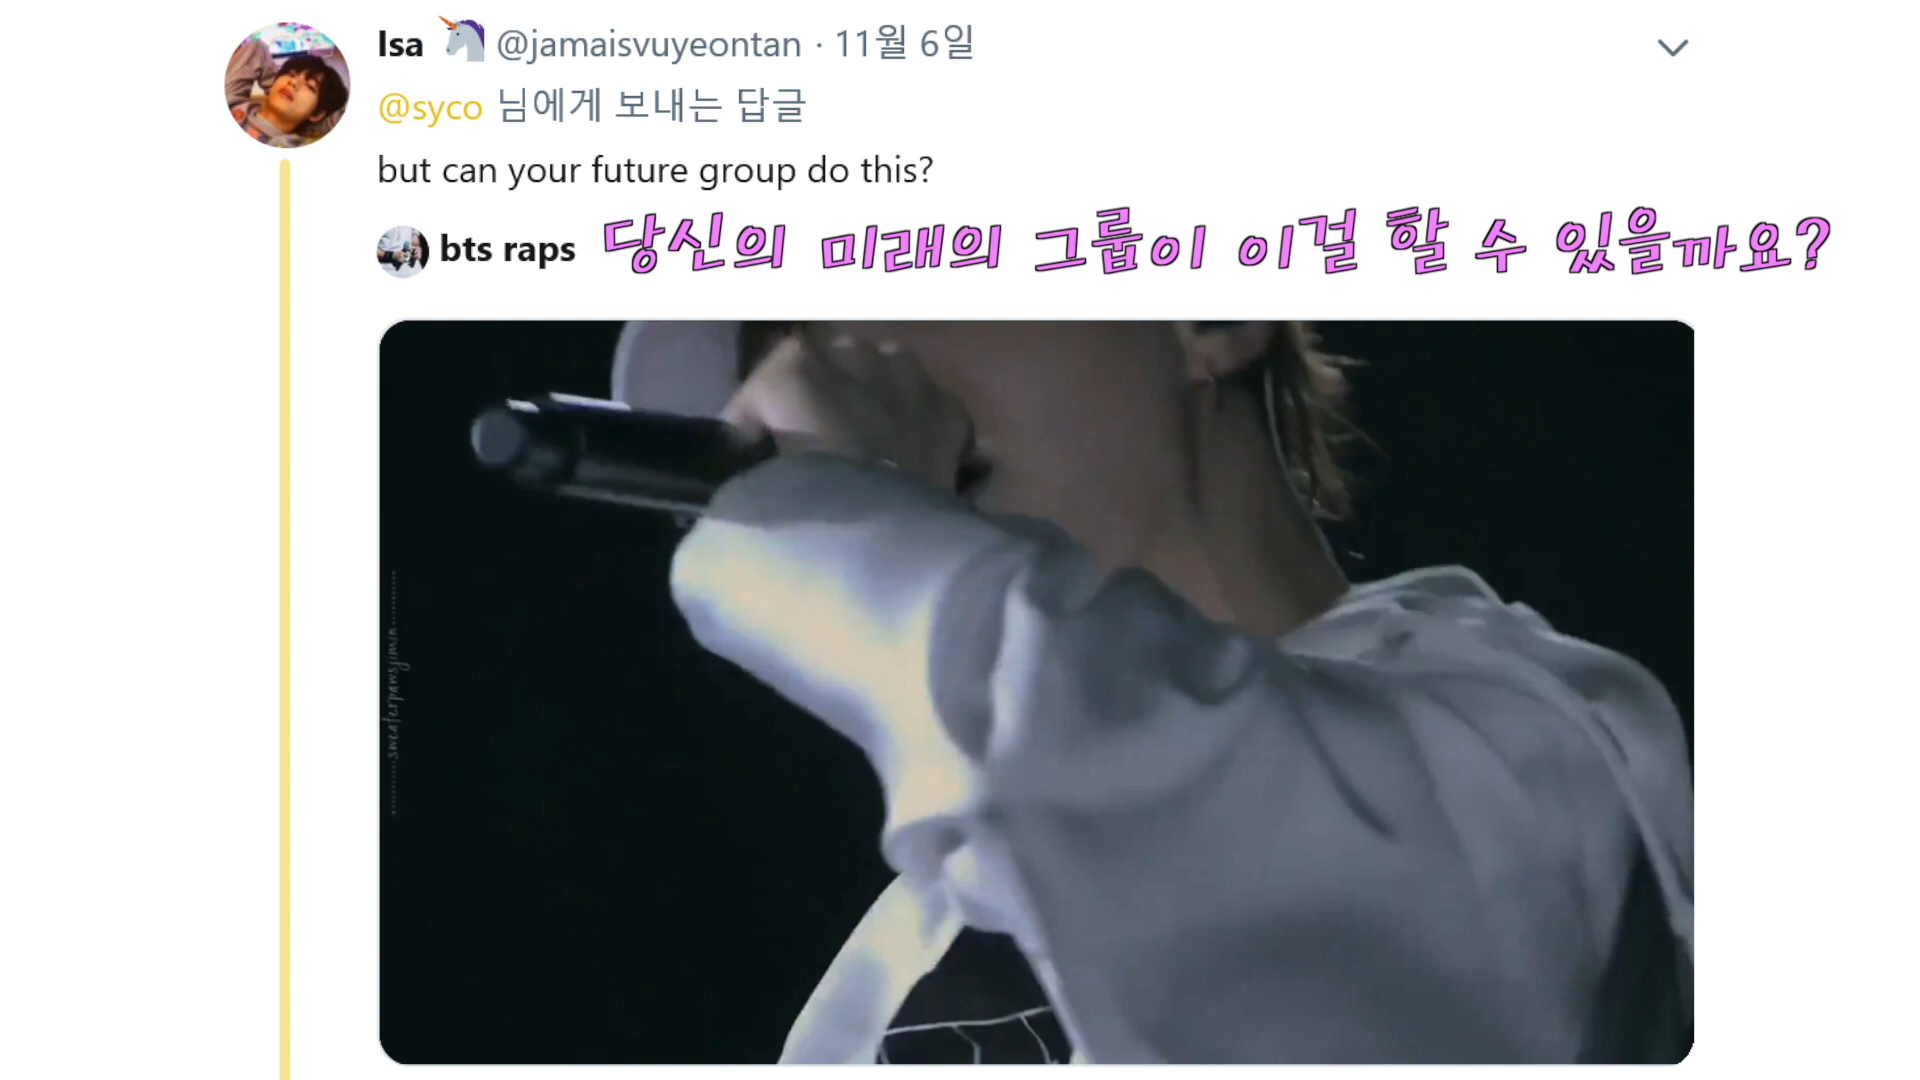 Isa 🦄 @jamaisvuyeontan · 11월 6일
@syco 님에게 보내는 답글
but can your future group do this?
bts raps 당신의 미래의 그룹이 이걸 할 수 있을까요?
sweaterpawsjimin